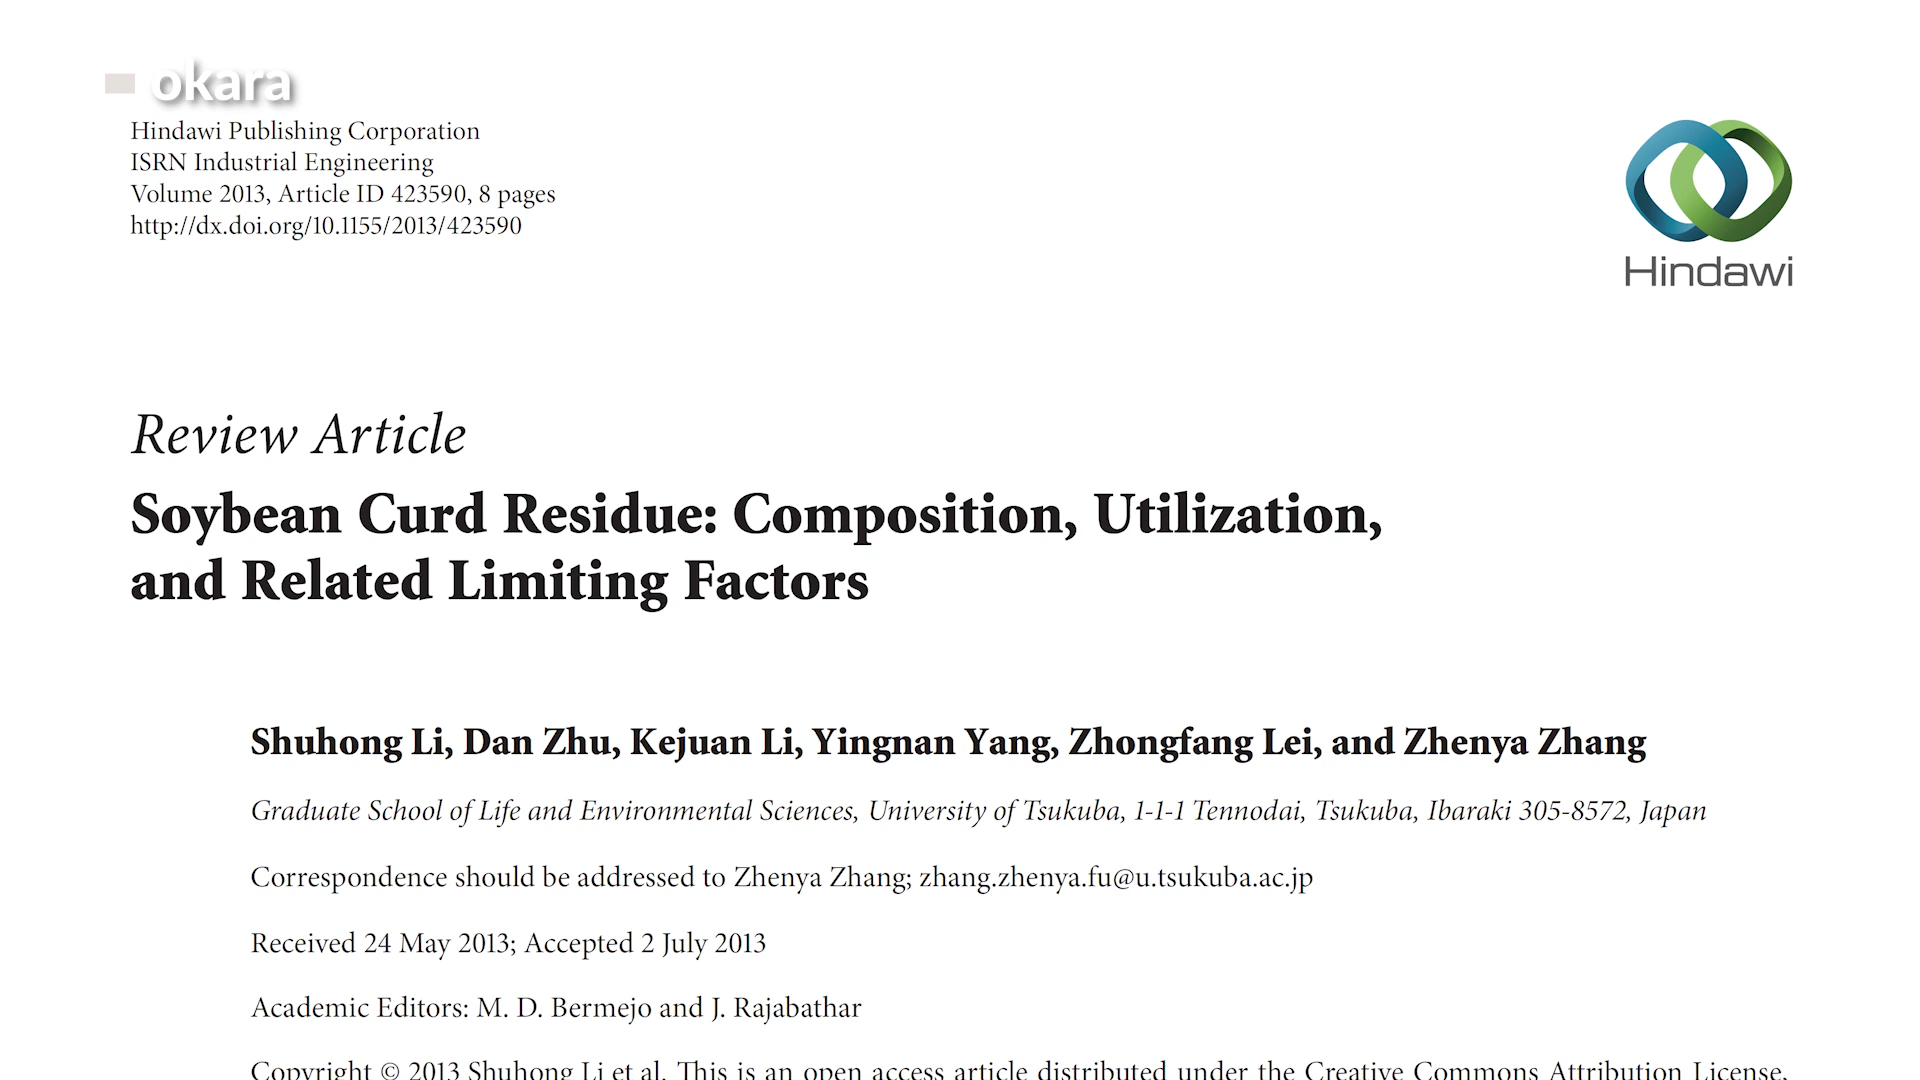 okara
Hindawi Publishing Corporation
ISRN Industrial Engineering
Volume 2013, Article ID 423590, 8 pages
http://dx.doi.org/10.1155/2013/423590
Hindawi
Review Article
Soybean Curd Residue: Composition, Utilization,
and Related Limiting Factors
Shuhong Li, Dan Zhu, Kejuan Li, Yingnan Yang, Zhongfang Lei, and Zhenya Zhang
Graduate School of Life and Environmental Sciences, University of Tsukuba, 1-1-1 Tennodai, Tsukuba, Ibaraki 305-8572, Japan
Correspondence should be addressed to Zhenya Zhang; zhang.zhenya.fu@u.tsukuba.ac.jp
Received 24 May 2013; Accepted 2 July 2013
Academic Editors: M. D. Bermejo and J. Rajabathar
Copyright © 2013 Shuhong Li et al. This is an open access article distributed under the Creative Commons Attribution License,